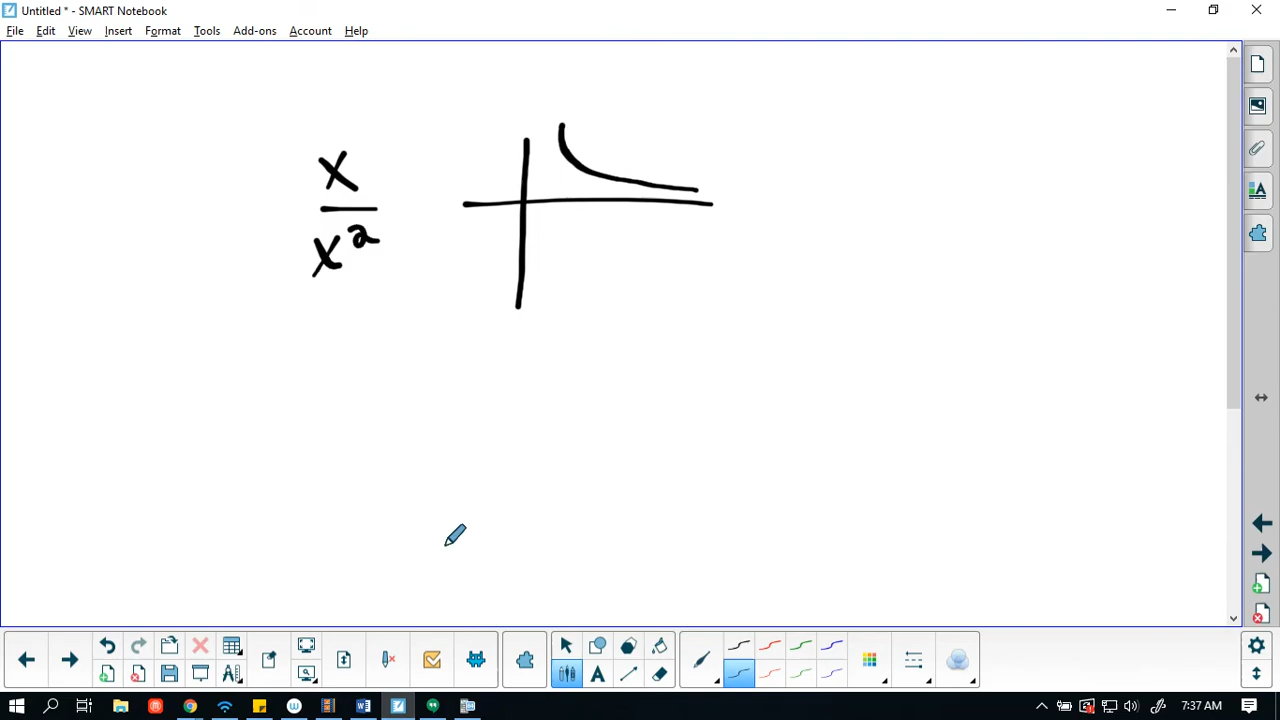 Untitled * - SMART Notebook
File Edit View Insert Format Tools Add-ons Account Help
x
x²
A
7:37 AM